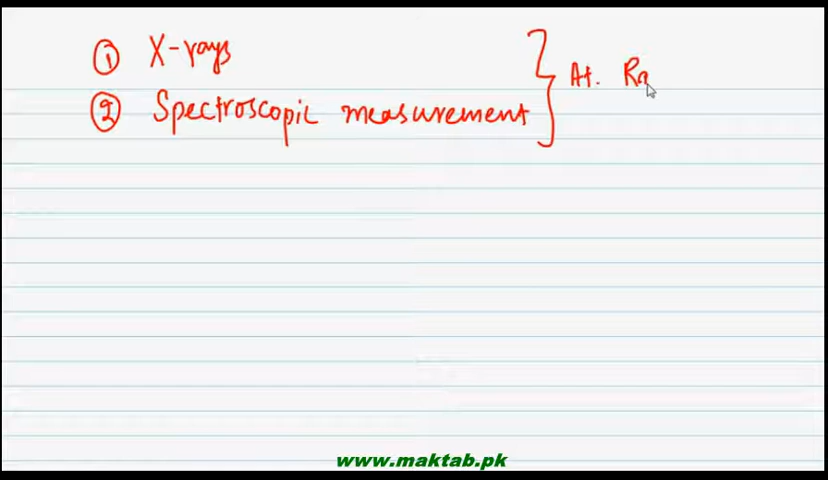 ① X-rays
② Spectroscopic measurement
At. Ra
www.maktab.pk